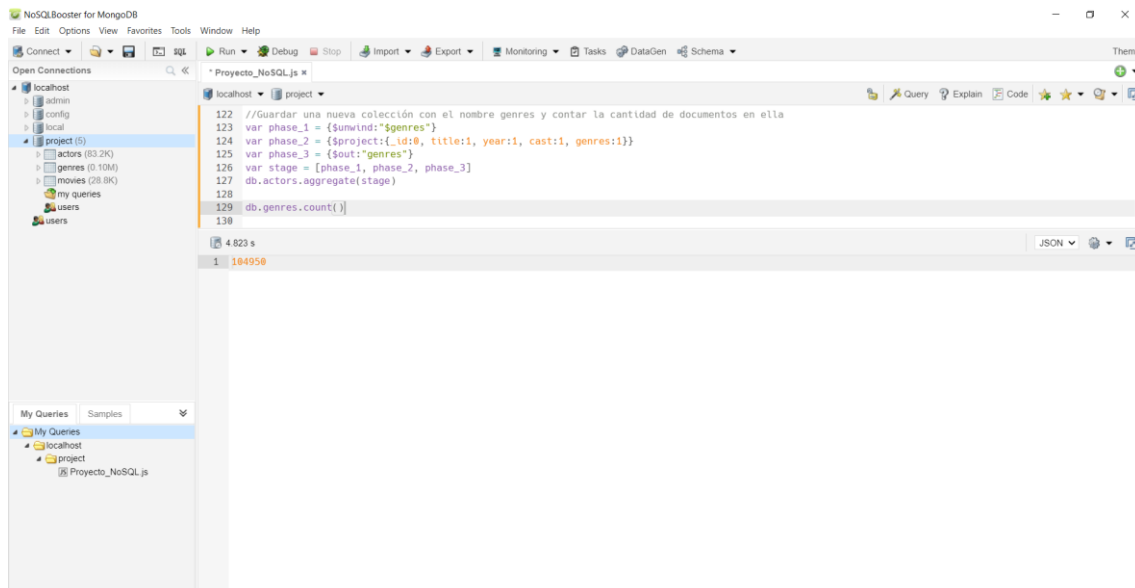 NoSQLBooster for MongoDB
File Edit Options View Favorites Tools Window Help
Connect SQL Run Debug Stop Import Export Monitoring Tasks DataGen Schema Them
Open Connections
* Proyecto_NoSQL.js
localhost
admin
config
local
project (5)
actors (83.2K)
genres (0.10M)
movies (28.8K)
my queries
users
users
localhost project Query Explain Code
122 //Guardar una nueva colección con el nombre genres y contar la cantidad de documentos en ella
123 var phase_1 = {$unwind:"$genres"}
124 var phase_2 = {$project:{_id:0, title:1, year:1, cast:1, genres:1}}
125 var phase_3 = {$out:"genres"}
126 var stage = [phase_1, phase_2, phase_3]
127 db.actors.aggregate(stage)
128
129 db.genres.count()
130
4.823 s JSON
1 104950
My Queries Samples
My Queries
localhost
project
Proyecto_NoSQL.js